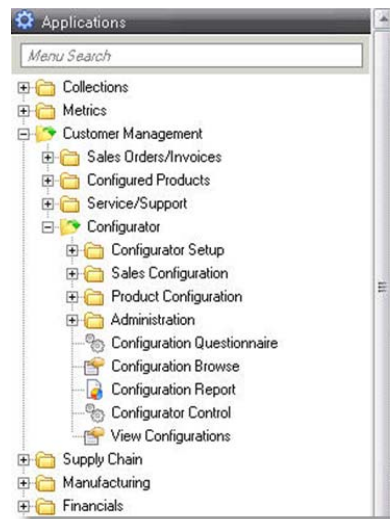 Applications
Menu Search
Collections
Metrics
Customer Management
Sales Orders/Invoices
Configured Products
Service/Support
Configurator
Configurator Setup
Sales Configuration
Product Configuration
Administration
Configuration Questionnaire
Configuration Browse
Configuration Report
Configurator Control
View Configurations
Supply Chain
Manufacturing
Financials